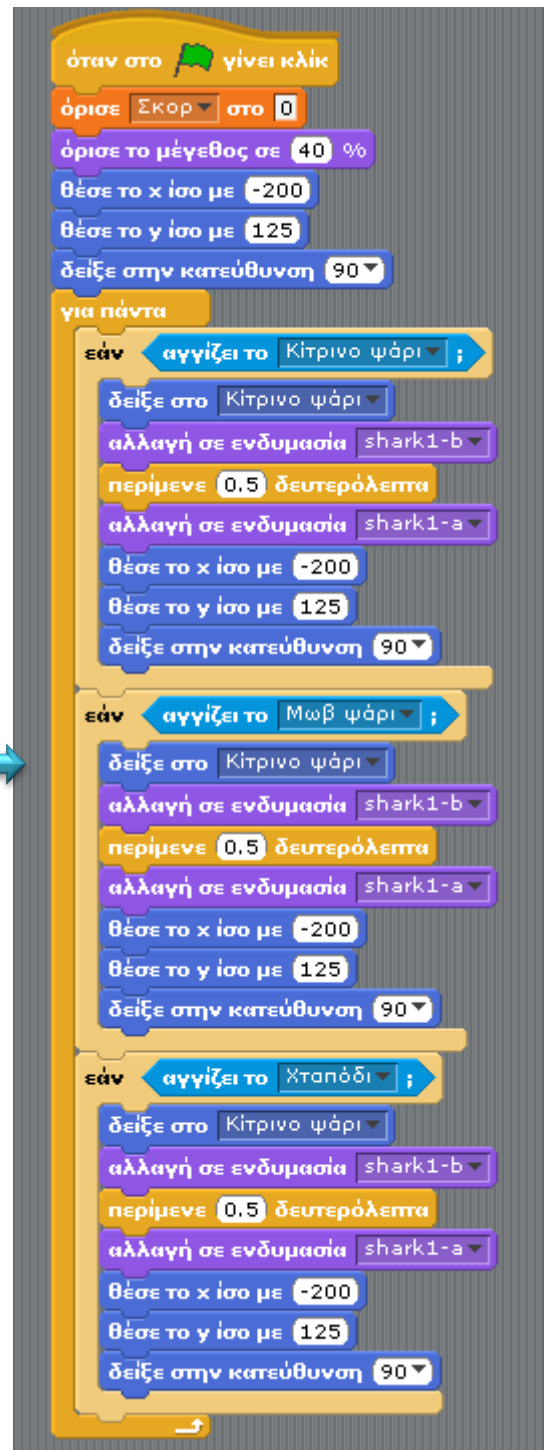 όταν στο γίνει κλίκ
όρισε Σκορ στο 0
όρισε το μέγεθος σε 40 %
θέσε το x ίσο με -200
θέσε το y ίσο με 125
δείξε στην κατεύθυνση 90
για πάντα
εάν αγγίζει το Κίτρινο ψάρι ;
δείξε στο Κίτρινο ψάρι
αλλαγή σε ενδυμασία shark1-b
περίμενε 0.5 δευτερόλεπτα
αλλαγή σε ενδυμασία shark1-a
θέσε το x ίσο με -200
θέσε το y ίσο με 125
δείξε στην κατεύθυνση 90
εάν αγγίζει το Μωβ ψάρι ;
δείξε στο Κίτρινο ψάρι
αλλαγή σε ενδυμασία shark1-b
περίμενε 0.5 δευτερόλεπτα
αλλαγή σε ενδυμασία shark1-a
θέσε το x ίσο με -200
θέσε το y ίσο με 125
δείξε στην κατεύθυνση 90
εάν αγγίζει το Χταπόδι ;
δείξε στο Κίτρινο ψάρι
αλλαγή σε ενδυμασία shark1-b
περίμενε 0.5 δευτερόλεπτα
αλλαγή σε ενδυμασία shark1-a
θέσε το x ίσο με -200
θέσε το y ίσο με 125
δείξε στην κατεύθυνση 90